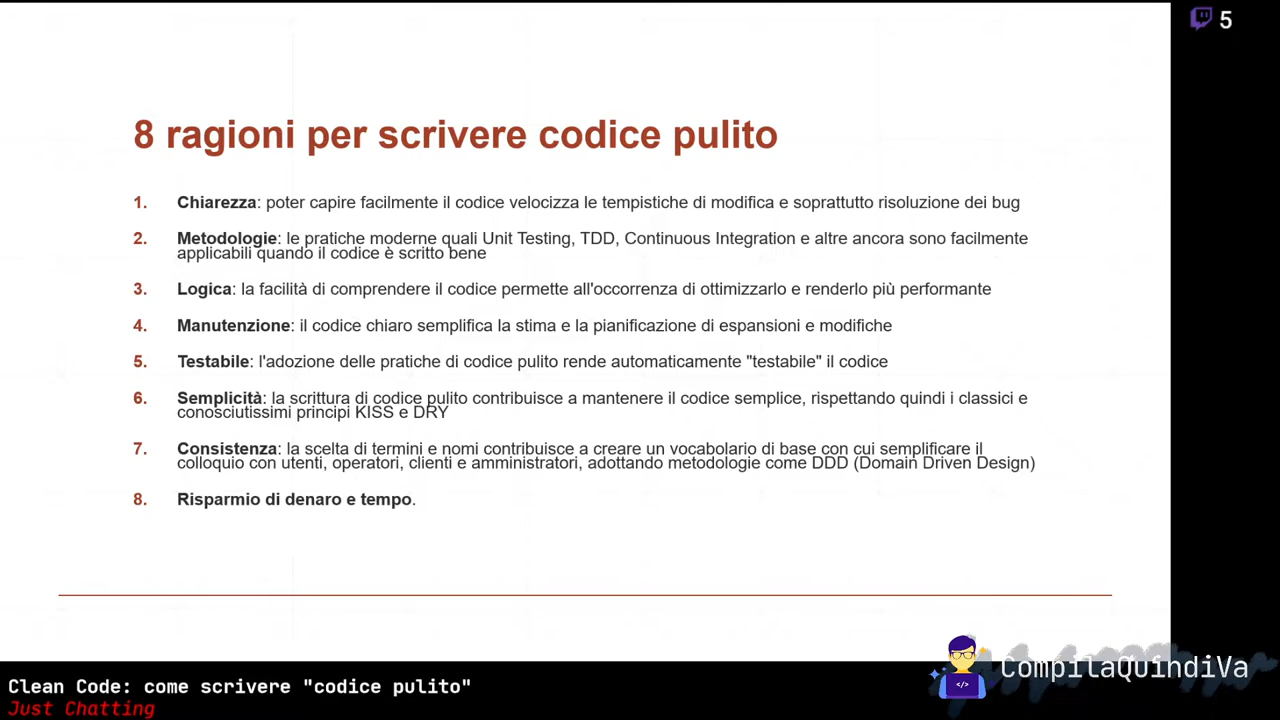 5
8 ragioni per scrivere codice pulito
1. Chiarezza: poter capire facilmente il codice velocizza le tempistiche di modifica e soprattutto risoluzione dei bug
2. Metodologie: le pratiche moderne quali Unit Testing, TDD, Continuous Integration e altre ancora sono facilmente
applicabili quando il codice è scritto bene
3. Logica: la facilità di comprendere il codice permette all'occorrenza di ottimizzarlo e renderlo più performante
4. Manutenzione: il codice chiaro semplifica la stima e la pianificazione di espansioni e modifiche
5. Testabile: l'adozione delle pratiche di codice pulito rende automaticamente "testabile" il codice
6. Semplicità: la scrittura di codice pulito contribuisce a mantenere il codice semplice, rispettando quindi i classici e
conosciutissimi principi KISS e DRY
7. Consistenza: la scelta di termini e nomi contribuisce a creare un vocabolario di base con cui semplificare il
colloquio con utenti, operatori, clienti e amministratori, adottando metodologie come DDD (Domain Driven Design)
8. Risparmio di denaro e tempo.
</>
CompilaQuindiVa
Clean Code: come scrivere "codice pulito"
Just Chatting